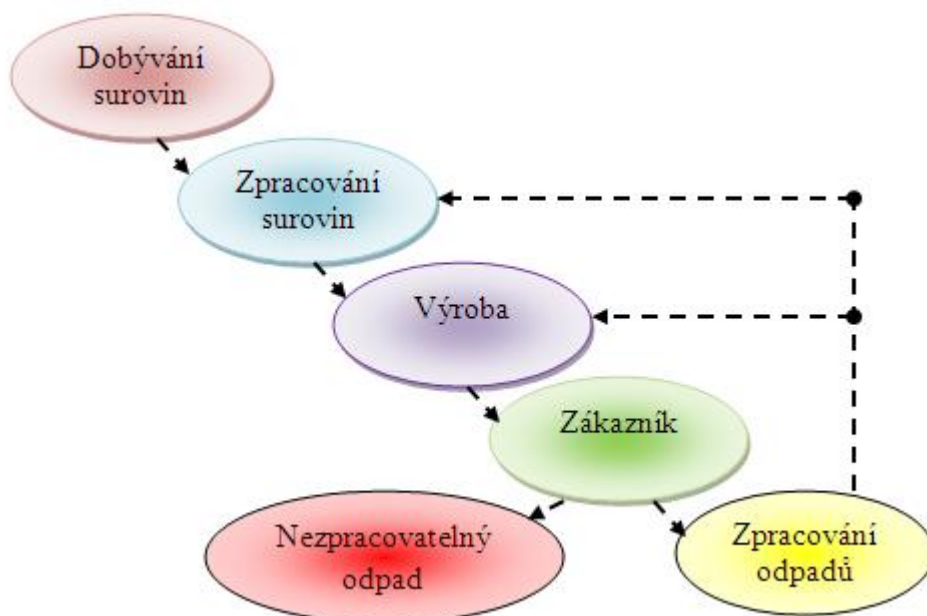 Dobývání
surovin
Zpracování
surovin
Výroba
Zákazník
Nezpracovatelný
odpad
Zpracování
odpadů